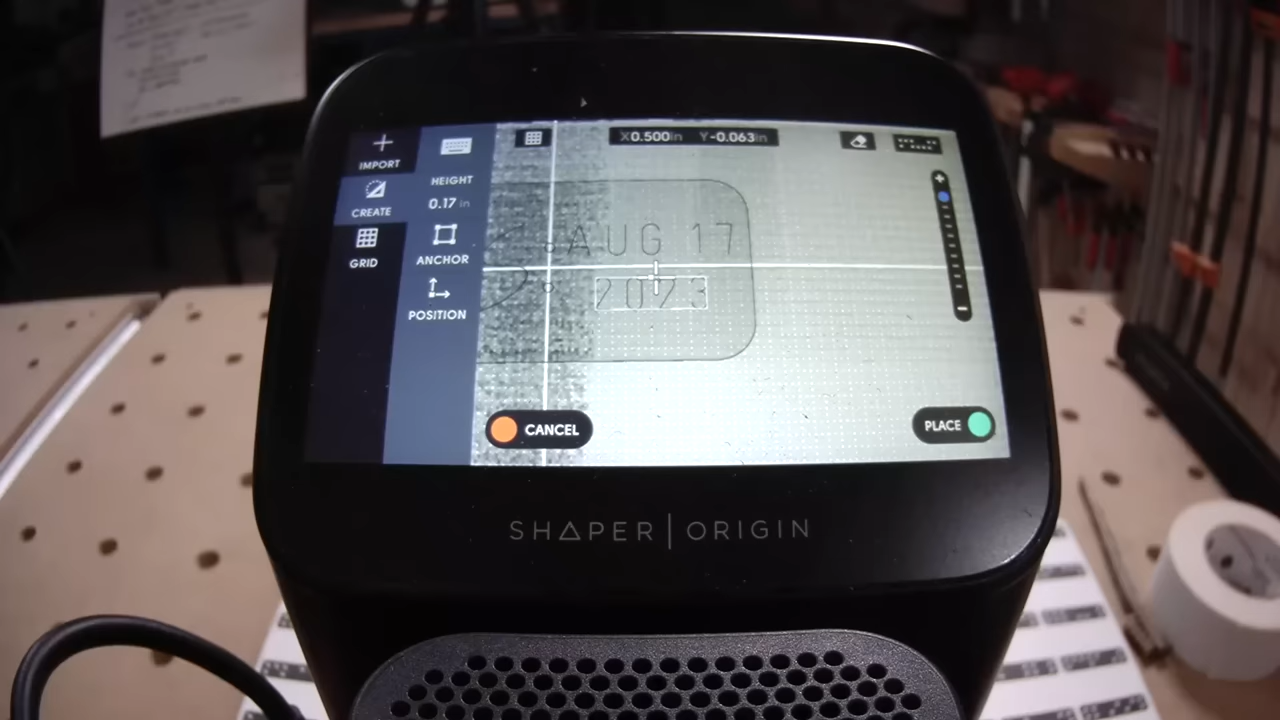 IMPORT
CREATE
GRID
HEIGHT
0.17 in
ANCHOR
POSITION
X0.500in Y-0.063in
AUG 17
2023
CANCEL
PLACE
SHAPER | ORIGIN